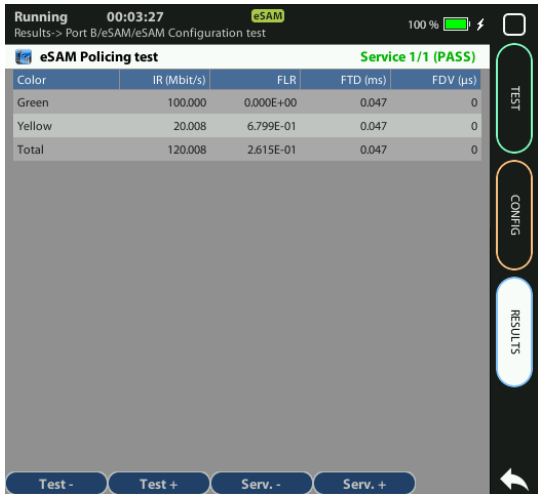 Running 00:03:27 eSAM 100 %
Results-> Port B/eSAM/eSAM Configuration test
eSAM Policing test Service 1/1 (PASS)
Color IR (Mbit/s) FLR FTD (ms) FDV (µs)
Green 100.000 0.000E+00 0.047 0
Yellow 20.008 6.799E-01 0.047 0
Total 120.008 2.615E-01 0.047 0
TEST
CONFIG
RESULTS
Test - Test + Serv. - Serv. +